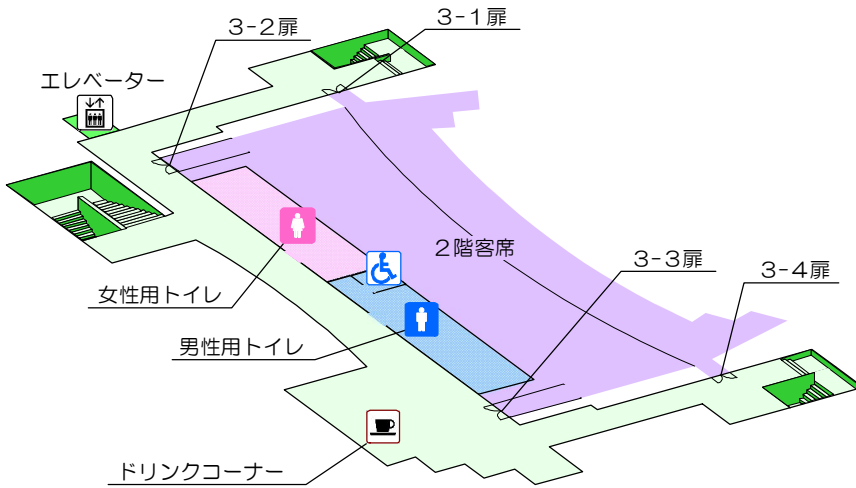 3-1扉
3-2扉
エレベーター
2階客席
3-3扉
3-4扉
女性用トイレ
男性用トイレ
ドリンクコーナー